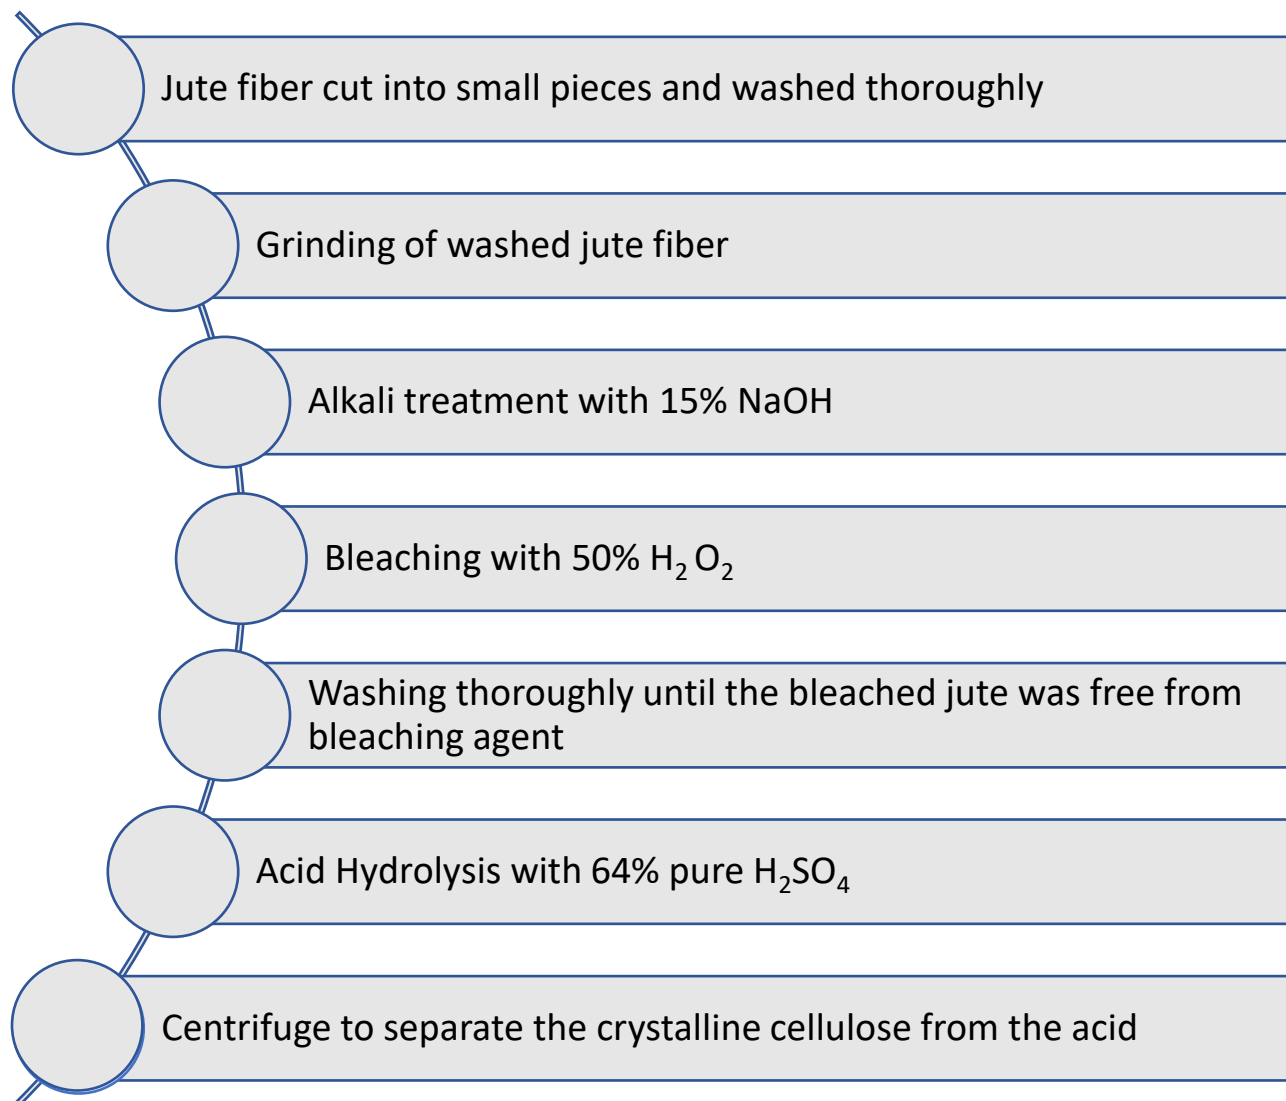 Jute fiber cut into small pieces and washed thoroughly
Grinding of washed jute fiber
Alkali treatment with 15% NaOH
Bleaching with 50% H₂ O₂
Washing thoroughly until the bleached jute was free from
bleaching agent
Acid Hydrolysis with 64% pure H₂SO₄
Centrifuge to separate the crystalline cellulose from the acid